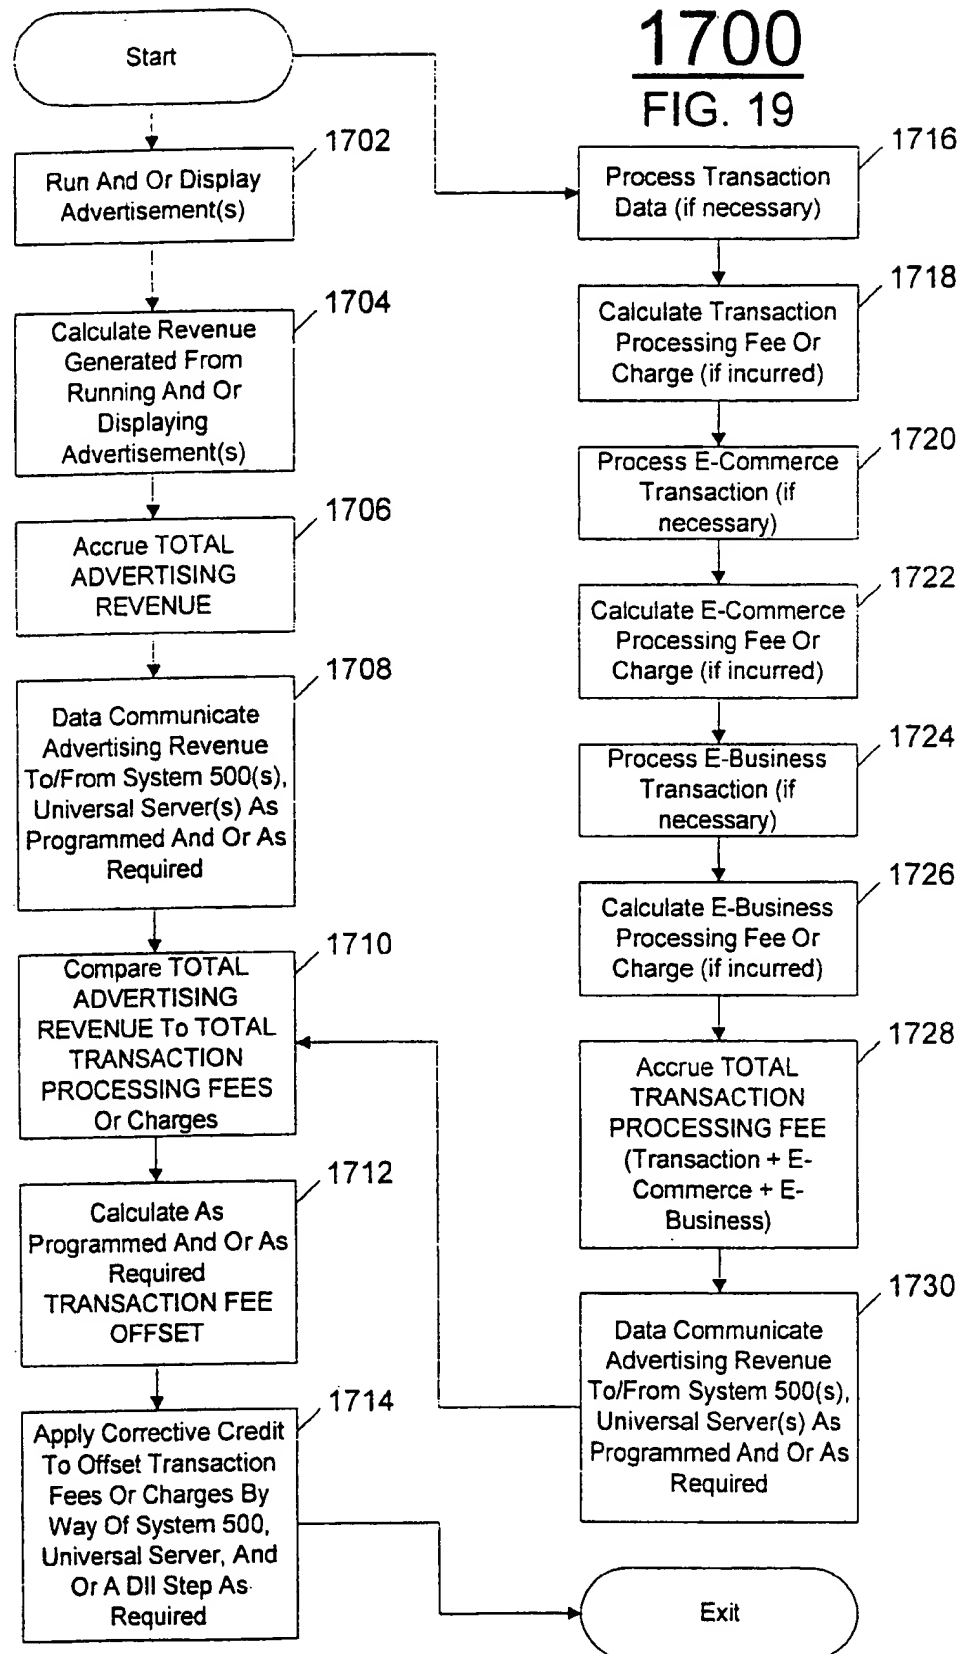 1700
FIG. 19
Start
1702
Run And Or Display
Advertisement(s)
1704
Calculate Revenue
Generated From
Running And Or
Displaying
Advertisement(s)
1706
Accrue TOTAL
ADVERTISING
REVENUE
1708
Data Communicate
Advertising Revenue
To/From System 500(s),
Universal Server(s) As
Programmed And Or As
Required
1710
Compare TOTAL
ADVERTISING
REVENUE To TOTAL
TRANSACTION
PROCESSING FEES
Or Charges
1712
Calculate As
Programmed And Or As
Required
TRANSACTION FEE
OFFSET
1714
Apply Corrective Credit
To Offset Transaction
Fees Or Charges By
Way Of System 500,
Universal Server, And
Or A DII Step As
Required
1716
Process Transaction
Data (if necessary)
1718
Calculate Transaction
Processing Fee Or
Charge (if incurred)
1720
Process E-Commerce
Transaction (if
necessary)
1722
Calculate E-Commerce
Processing Fee Or
Charge (if incurred)
1724
Process E-Business
Transaction (if
necessary)
1726
Calculate E-Business
Processing Fee Or
Charge (if incurred)
1728
Accrue TOTAL
TRANSACTION
PROCESSING FEE
(Transaction + E-
Commerce + E-
Business)
1730
Data Communicate
Advertising Revenue
To/From System 500(s),
Universal Server(s) As
Programmed And Or As
Required
Exit